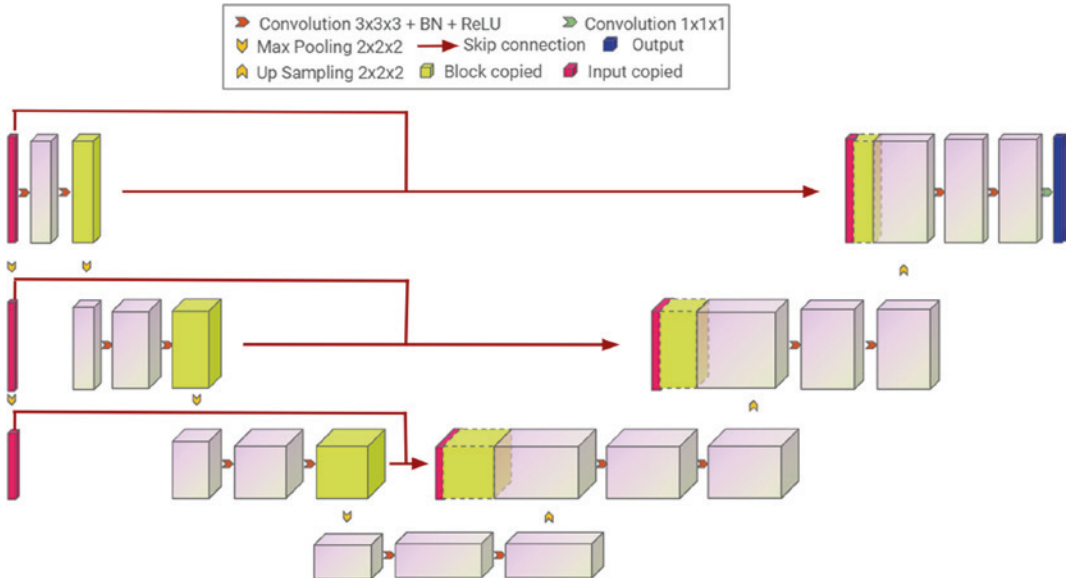 Convolution 3x3x3 + BN + ReLU Convolution 1x1x1
Max Pooling 2x2x2 Skip connection Output
Up Sampling 2x2x2 Block copied Input copied